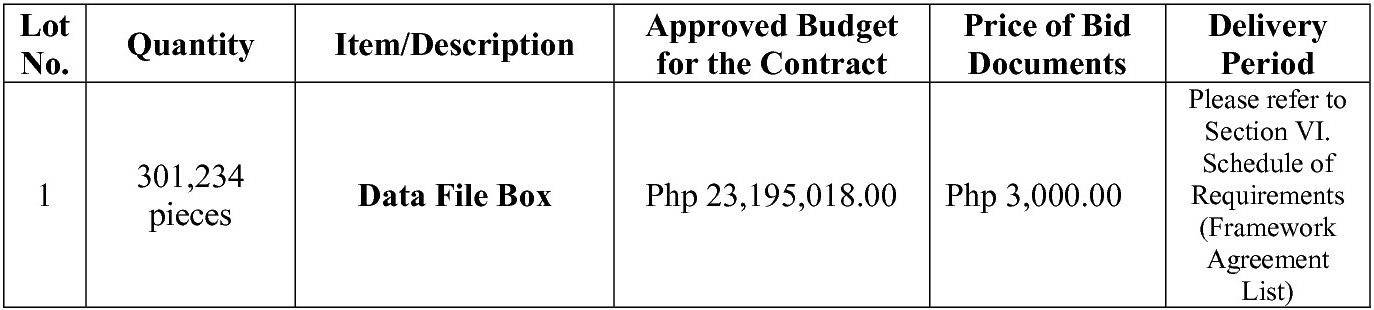 Lot
No.
Quantity
Item/Description
Approved Budget
for the Contract
Price of Bid
Documents
Delivery
Period
1
301,234
pieces
Data File Box
Php 23,195,018.00
Php 3,000.00
Please refer to
Section VI.
Schedule of
Requirements
(Framework
Agreement
List)